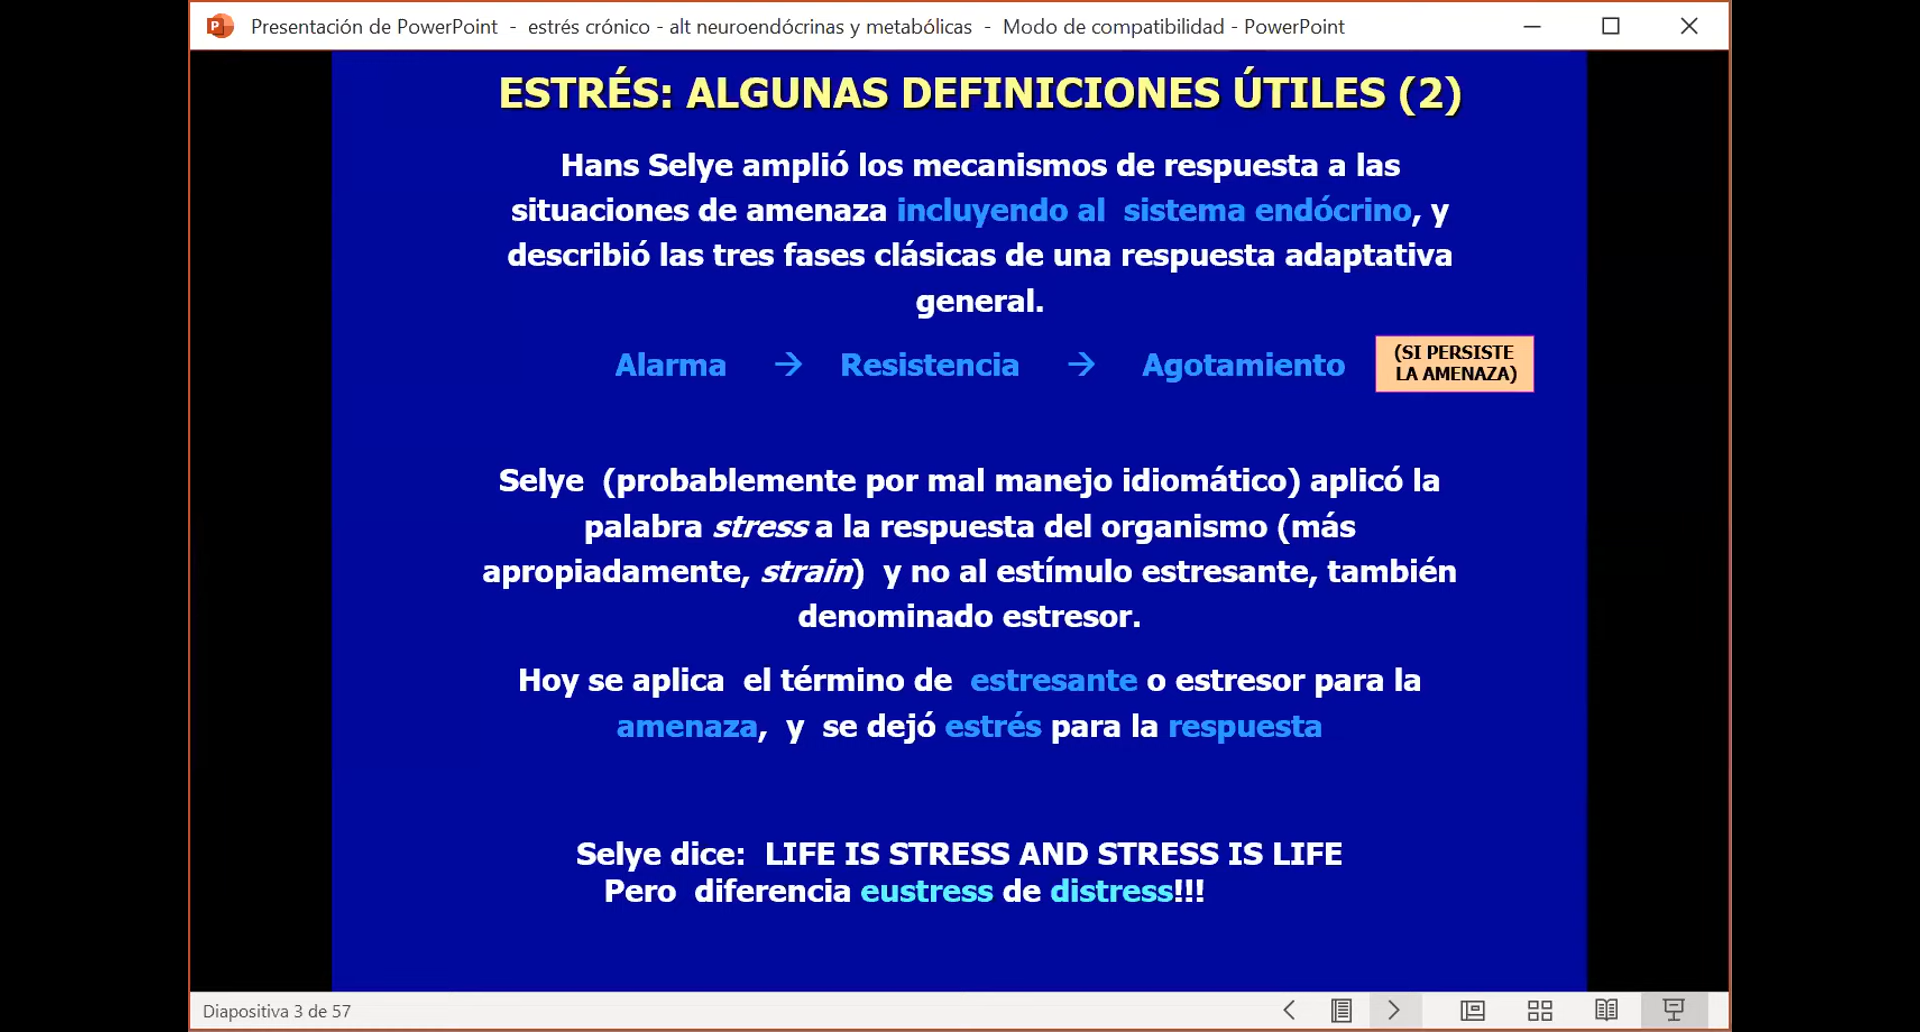 Presentación de PowerPoint - estrés crónico - alt neuroendócrinas y metabólicas - Modo de compatibilidad - PowerPoint
ESTRÉS: ALGUNAS DEFINICIONES ÚTILES (2)
Hans Selye amplió los mecanismos de respuesta a las
situaciones de amenaza incluyendo al sistema endócrino, y
describió las tres fases clásicas de una respuesta adaptativa
general.
Alarma → Resistencia → Agotamiento
(SI PERSISTE
LA AMENAZA)
Selye (probablemente por mal manejo idiomático) aplicó la
palabra stress a la respuesta del organismo (más
apropiadamente, strain) y no al estímulo estresante, también
denominado estresor.
Hoy se aplica el término de estresante o estresor para la
amenaza, y se dejó estrés para la respuesta
Selye dice: LIFE IS STRESS AND STRESS IS LIFE
Pero diferencia eustress de distress!!!
Diapositiva 3 de 57